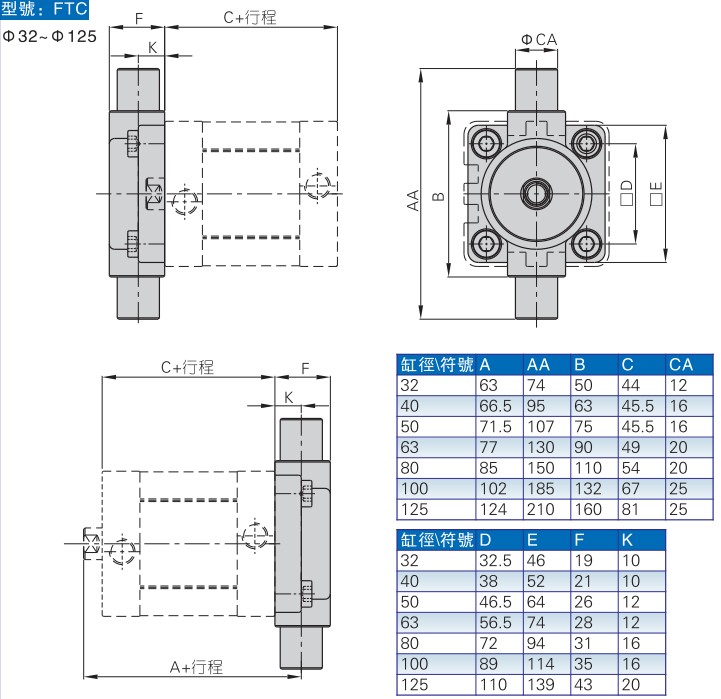 型號：FTC
Φ32~Φ125
F
C+行程
K
ΦCA
AA
B
□D
□E
C+行程
F
K
A+行程
缸徑\符號 A AA B C CA
32 63 74 50 44 12
40 66.5 95 63 45.5 16
50 71.5 107 75 45.5 16
63 77 130 90 49 20
80 85 150 110 54 20
100 102 185 132 67 25
125 124 210 160 81 25
缸徑\符號 D E F K
32 32.5 46 19 10
40 38 52 21 10
50 46.5 64 26 12
63 56.5 74 28 12
80 72 94 31 16
100 89 114 35 16
125 110 139 43 20